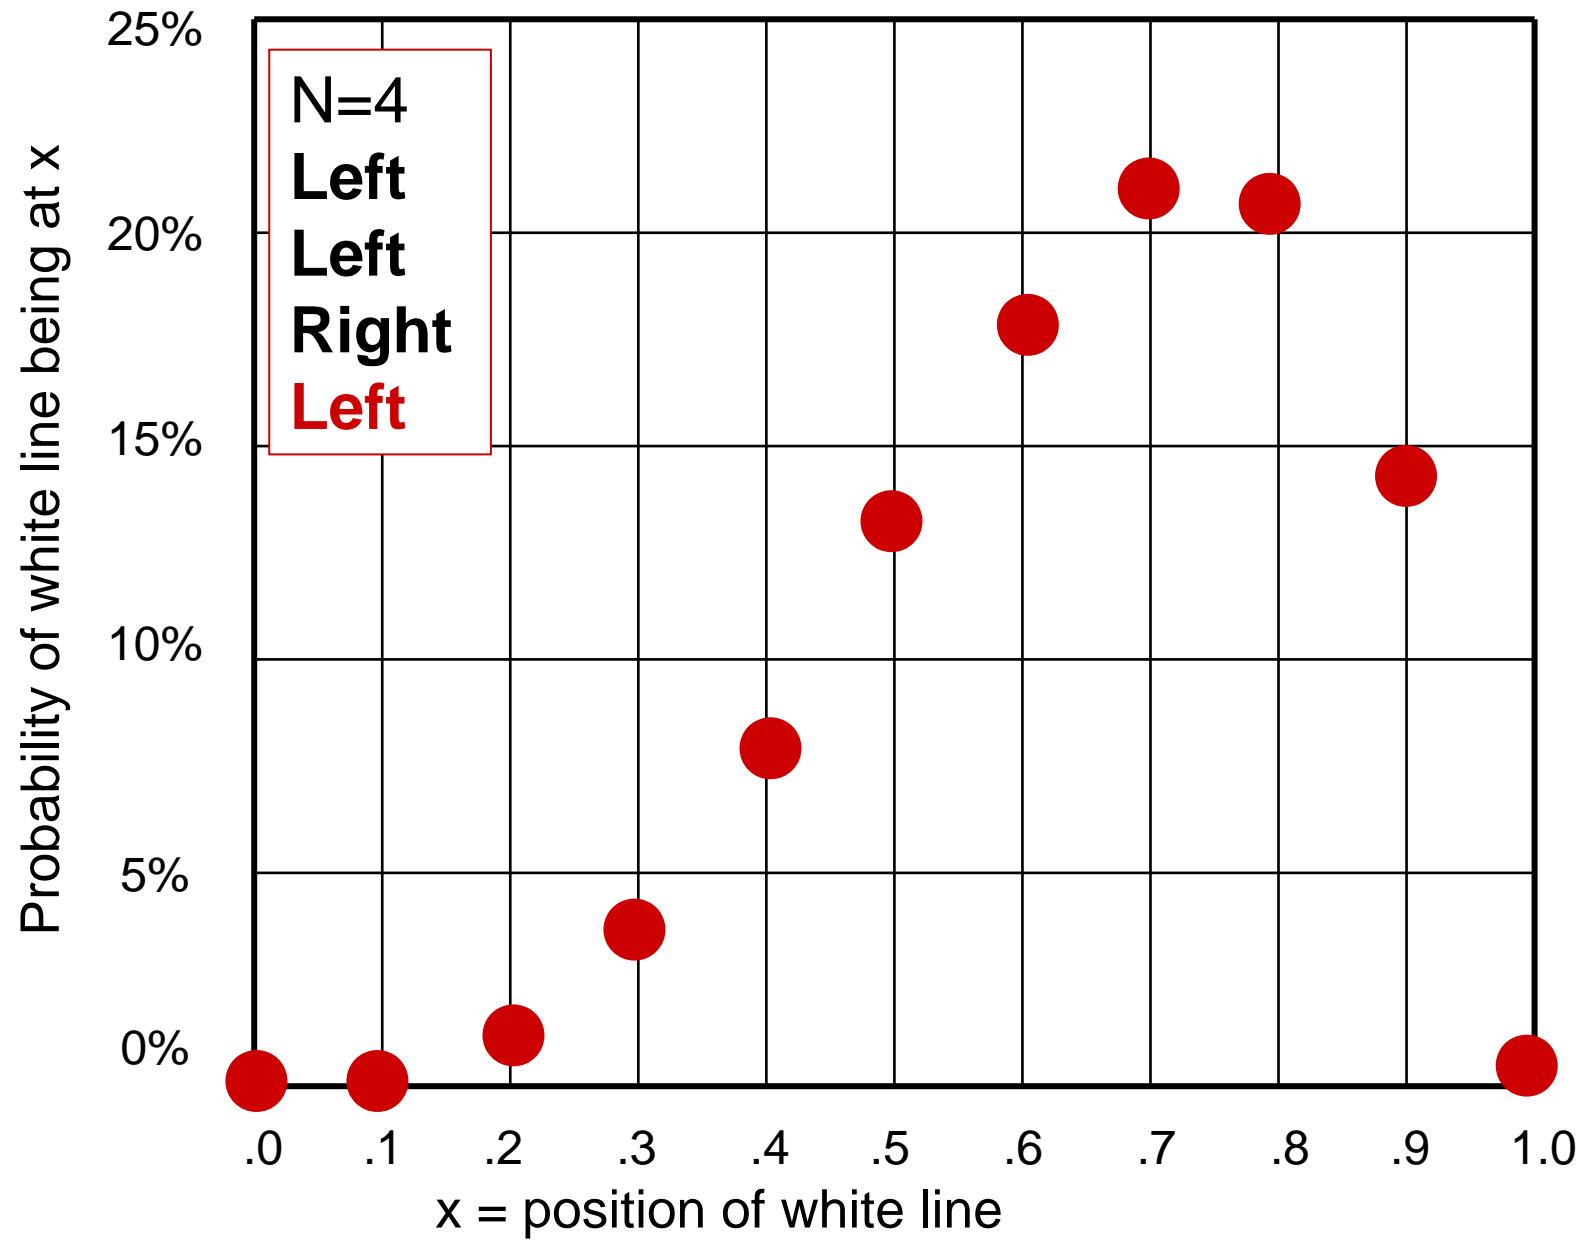 25%
20%
15%
10%
5%
0%
Probability of white line being at x
N=4
Left
Left
Right
Left
.0 .1 .2 .3 .4 .5 .6 .7 .8 .9 1.0
x = position of white line